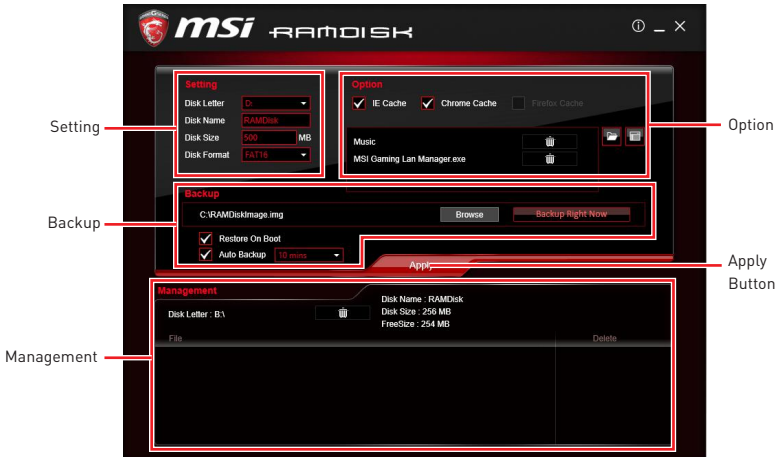 msi RAMDISK
Setting
Disk Letter D:
Disk Name RAMDisk
Disk Size 500 MB
Disk Format FAT16
Option
IE Cache Chrome Cache Firefox Cache
Music
MSI Gaming Lan Manager.exe
Backup
C:\RAMDiskImage.img Browse Backup Right Now
Restore On Boot
Auto Backup 10 mins
Apply
Management
Disk Letter : B:\
Disk Name : RAMDisk
Disk Size : 256 MB
FreeSize : 254 MB
File Delete
Setting
Backup
Management
Option
Apply
Button